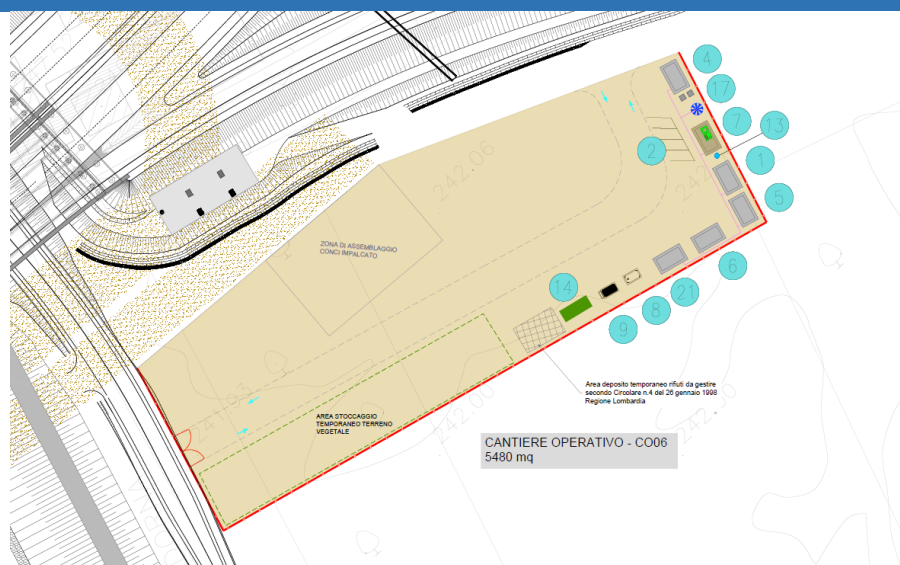 4
17
7
13
2
1
5
242.06
ZONA DI ASSEMBLAGGIO
CONCI IMPALCATO
6
14
21
8
9
Area deposito temporaneo rifiuti da gestire
secondo Circolare n.4 del 26 gennaio 1998
Regione Lombardia
AREA STOCCAGGIO
TEMPORANEO TERRENO
VEGETALE
242.00
CANTIERE OPERATIVO - CO06
5480 mq